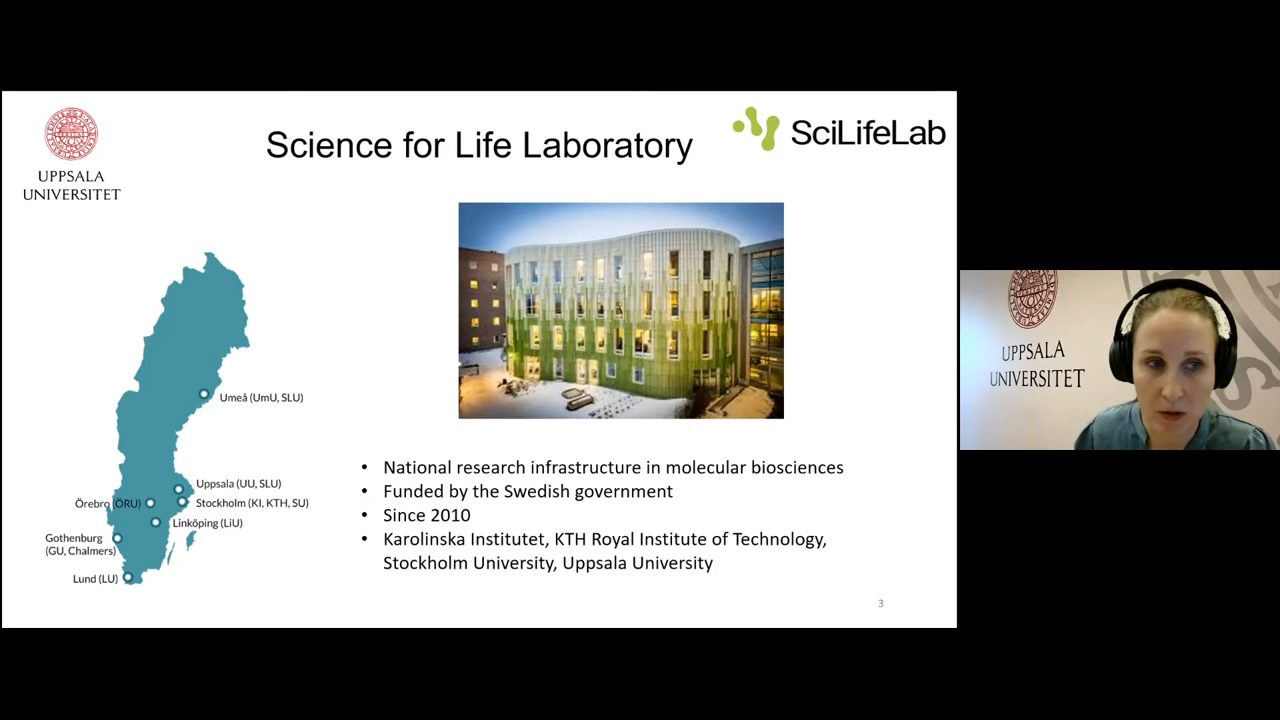 UPPSALA
UNIVERSITET
Science for Life Laboratory
SciLifeLab
Umeå (UmU, SLU)
Uppsala (UU, SLU)
Örebro (ÖRU)
Stockholm (KI, KTH, SU)
Linköping (LiU)
Gothenburg
(GU, Chalmers)
Lund (LU)
• National research infrastructure in molecular biosciences
• Funded by the Swedish government
• Since 2010
• Karolinska Institutet, KTH Royal Institute of Technology,
Stockholm University, Uppsala University
3
UPPSALA
UNIVERSITET